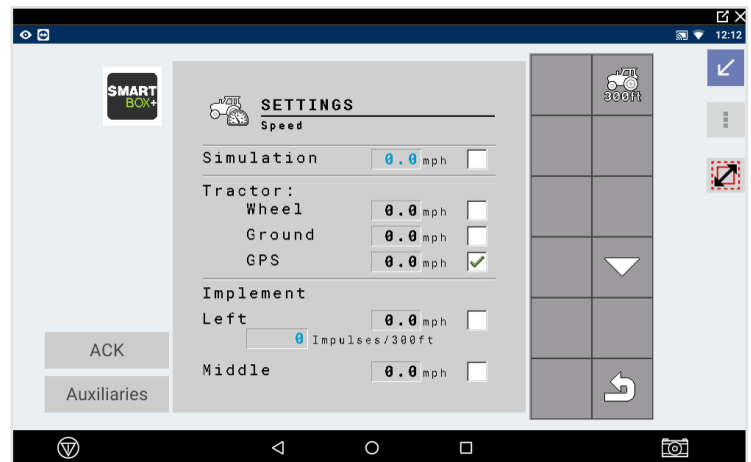 12:12
SMART
BOX+
300ft
SETTINGS
Speed
Simulation 0.0 mph
Tractor:
Wheel 0.0 mph
Ground 0.0 mph
GPS 0.0 mph
Implement
Left 0.0 mph
0 Impulses/300ft
Middle 0.0 mph
ACK
Auxiliaries